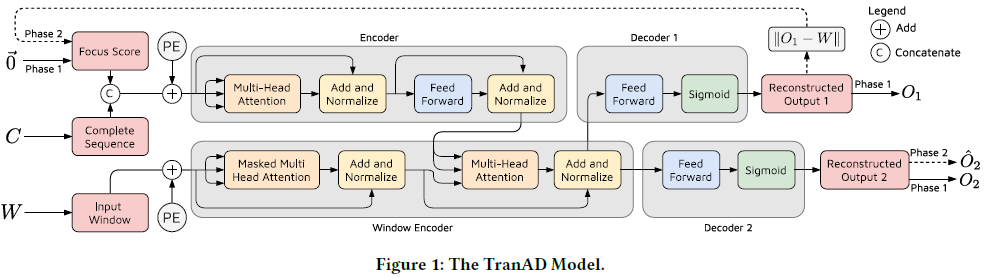 Legend
Add
Concatenate
Phase 2
Phase 1
0⃗
Focus Score
PE
Encoder
Multi-Head
Attention
Add and
Normalize
Feed
Forward
Add and
Normalize
Decoder 1
Feed
Forward
Sigmoid
‖O₁ − W‖
Reconstructed
Output 1
Phase 1
O₁
C
C
Complete
Sequence
W
Input
Window
PE
Masked Multi
Head Attention
Add and
Normalize
Multi-Head
Attention
Add and
Normalize
Window Encoder
Feed
Forward
Sigmoid
Decoder 2
Reconstructed
Output 2
Phase 2
Ô₂
Phase 1
O₂
Figure 1: The TranAD Model.